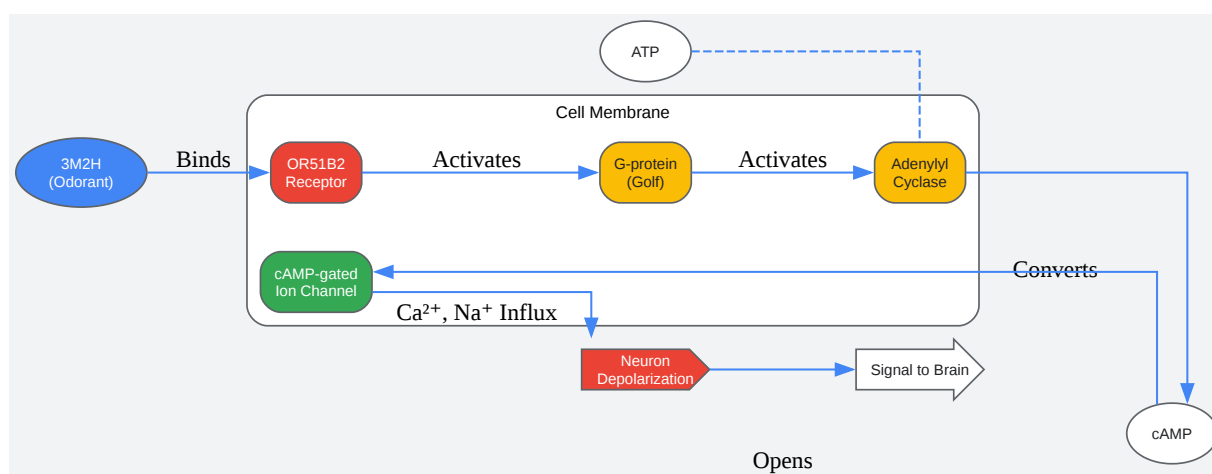 ATP
Cell Membrane
3M2H
(Odorant)
Binds
OR51B2
Receptor
Activates
G-protein
(Golf)
Activates
Adenylyl
Cyclase
cAMP-gated
Ion Channel
Converts
Ca²⁺, Na⁺ Influx
Neuron
Depolarization
Signal to Brain
cAMP
Opens